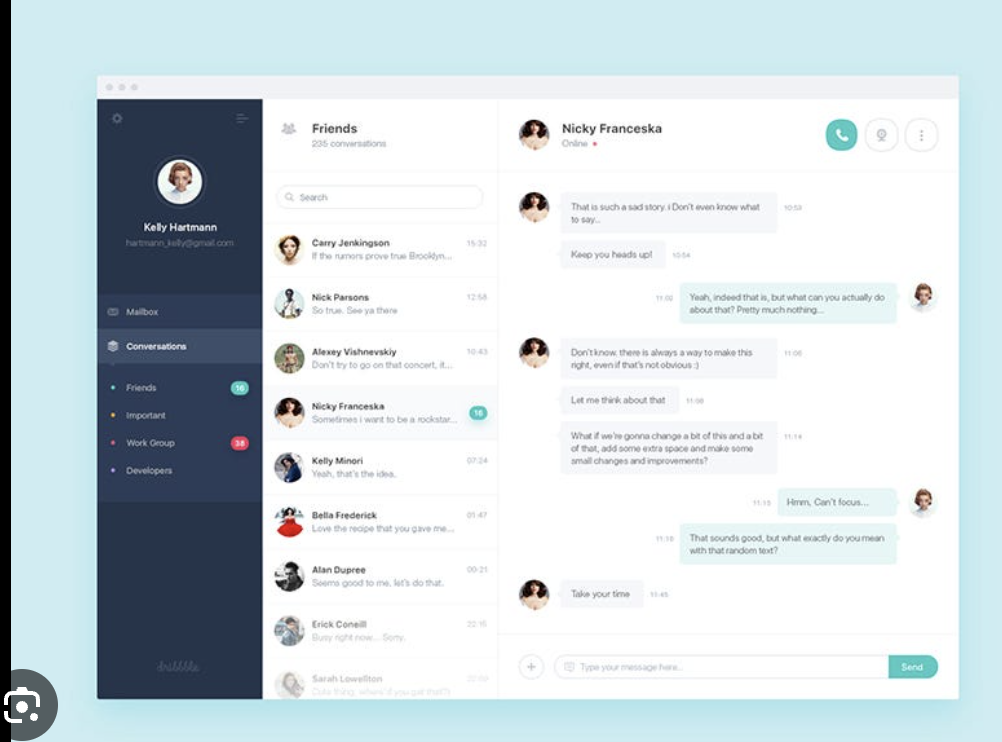 Kelly Hartmann
hartmann_kelly@gmail.com
Mailbox
Conversations
Friends 16
Important
Work Group 38
Developers
dribbble
Friends
235 conversations
Search
Carry Jenkingson 15:32
If the rumors prove true Brooklyn...
Nick Parsons 12:58
So true. See ya there
Alexey Vishnevskiy 10:43
Don't try to go on that concert, it...
Nicky Franceska
Sometimes i want to be a rockstar... 16
Kelly Minori 07:24
Yeah, that's the idea.
Bella Frederick 01:47
Love the recipe that you gave me...
Alan Dupree 00:21
Seems good to me, let's do that.
Erick Coneill 22:15
Busy right now... Sorry.
Sarah Lowellton
Cute thing, where'd you get that?)
Nicky Franceska
Online
That is such a sad story. i Don't even know what 10:53
to say...
Keep you heads up! 10:54
11:02 Yeah, indeed that is, but what can you actually do
about that? Pretty much nothing...
Don't know. there is always a way to make this 11:06
right, even if that's not obvious :)
Let me think about that 11:08
What if we're gonna change a bit of this and a bit 11:14
of that, add some extra space and make some
small changes and improvements?
11:15 Hmm, Can't focus...
11:16 That sounds good, but what exactly do you mean
with that random text?
Take your time 11:45
Type your message here...
Send